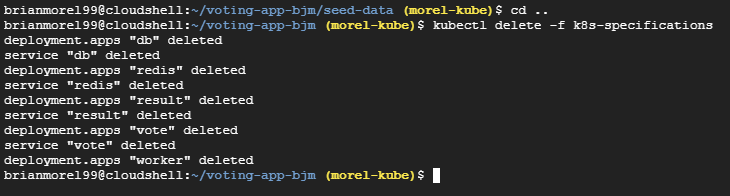 brianmorel99@cloudshell:~/voting-app-bjm/seed-data (morel-kube)$ cd ..
brianmorel99@cloudshell:~/voting-app-bjm (morel-kube)$ kubectl delete -f k8s-specifications
deployment.apps "db" deleted
service "db" deleted
deployment.apps "redis" deleted
service "redis" deleted
deployment.apps "result" deleted
service "result" deleted
deployment.apps "vote" deleted
service "vote" deleted
deployment.apps "worker" deleted
brianmorel99@cloudshell:~/voting-app-bjm (morel-kube)$